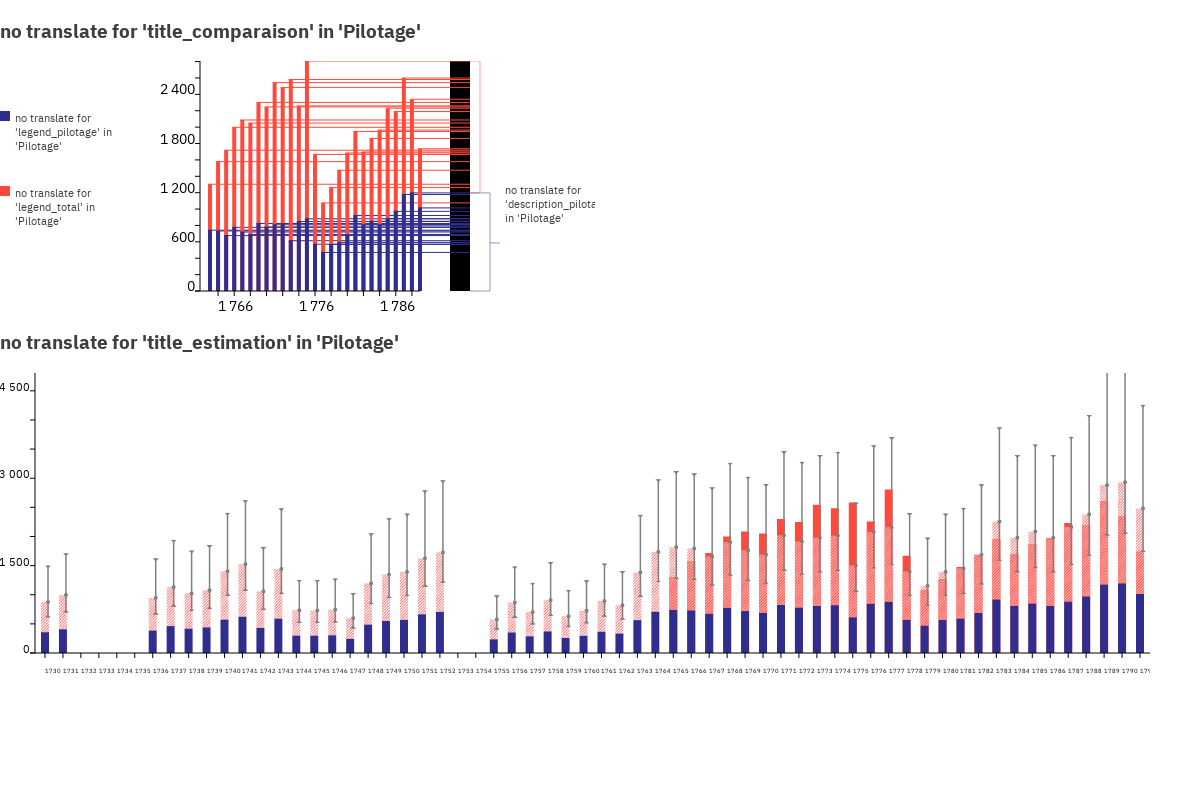 no translate for 'title_comparaison' in 'Pilotage'
2 400
1 800
1 200
600
0
1 766 1 776 1 786
no translate for
'legend_pilotage' in
'Pilotage'
no translate for
'legend_total' in
'Pilotage'
no translate for
'description_pilota
in 'Pilotage'
no translate for 'title_estimation' in 'Pilotage'
4 500
3 000
1 500
0
1730 1731 1732 1733 1734 1735 1736 1737 1738 1739 1740 1741 1742 1743 1744 1745 1746 1747 1748 1749 1750 1751 1752 1753 1754 1755 1756 1757 1758 1759 1760 1761 1762 1763 1764 1765 1766 1767 1768 1769 1770 1771 1772 1773 1774 1775 1776 1777 1778 1779 1780 1781 1782 1783 1784 1785 1786 1787 1788 1789 1790 179